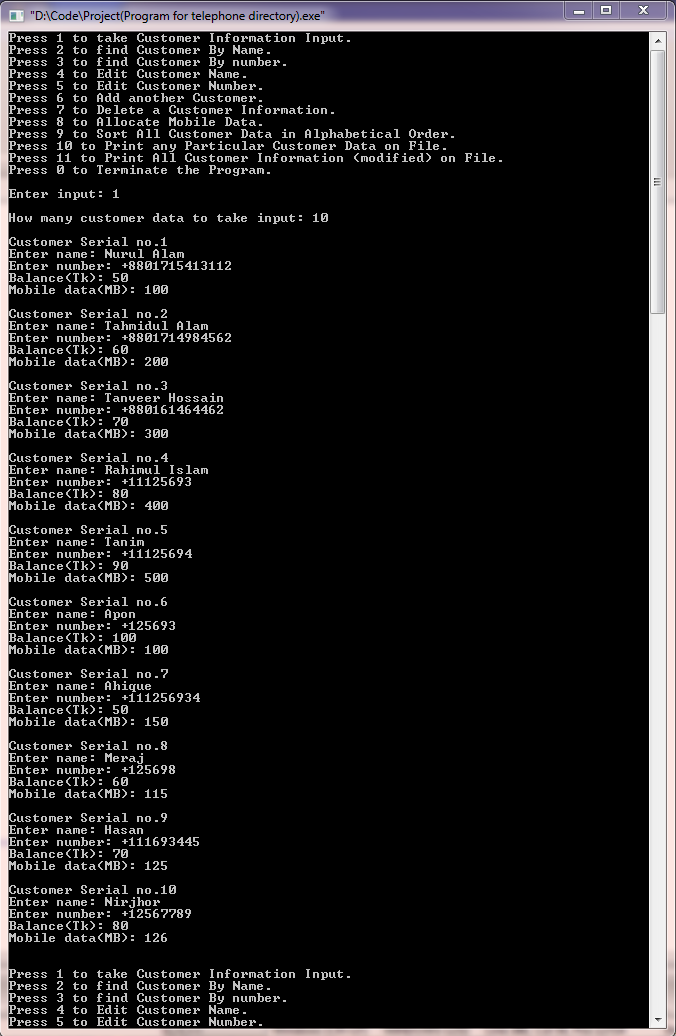 "D:\Code\Project(Program for telephone directory).exe"
Press 1 to take Customer Information Input.
Press 2 to find Customer By Name.
Press 3 to find Customer By number.
Press 4 to Edit Customer Name.
Press 5 to Edit Customer Number.
Press 6 to Add another Customer.
Press 7 to Delete a Customer Information.
Press 8 to Allocate Mobile Data.
Press 9 to Sort All Customer Data in Alphabetical Order.
Press 10 to Print any Particular Customer Data on File.
Press 11 to Print All Customer Information (modified) on File.
Press 0 to Terminate the Program.
Enter input: 1
How many customer data to take input: 10
Customer Serial no.1
Enter name: Nurul Alam
Enter number: +8801715413112
Balance(Tk): 50
Mobile data(MB): 100
Customer Serial no.2
Enter name: Tahmidul Alam
Enter number: +8801714984562
Balance(Tk): 60
Mobile data(MB): 200
Customer Serial no.3
Enter name: Tanveer Hossain
Enter number: +880161464462
Balance(Tk): 70
Mobile data(MB): 300
Customer Serial no.4
Enter name: Rahimul Islam
Enter number: +11125693
Balance(Tk): 80
Mobile data(MB): 400
Customer Serial no.5
Enter name: Tanim
Enter number: +11125694
Balance(Tk): 90
Mobile data(MB): 500
Customer Serial no.6
Enter name: Apon
Enter number: +125693
Balance(Tk): 100
Mobile data(MB): 100
Customer Serial no.7
Enter name: Ahique
Enter number: +111256934
Balance(Tk): 50
Mobile data(MB): 150
Customer Serial no.8
Enter name: Meraj
Enter number: +125698
Balance(Tk): 60
Mobile data(MB): 115
Customer Serial no.9
Enter name: Hasan
Enter number: +111693445
Balance(Tk): 70
Mobile data(MB): 125
Customer Serial no.10
Enter name: Nirjhor
Enter number: +12567789
Balance(Tk): 80
Mobile data(MB): 126
Press 1 to take Customer Information Input.
Press 2 to find Customer By Name.
Press 3 to find Customer By number.
Press 4 to Edit Customer Name.
Press 5 to Edit Customer Number.